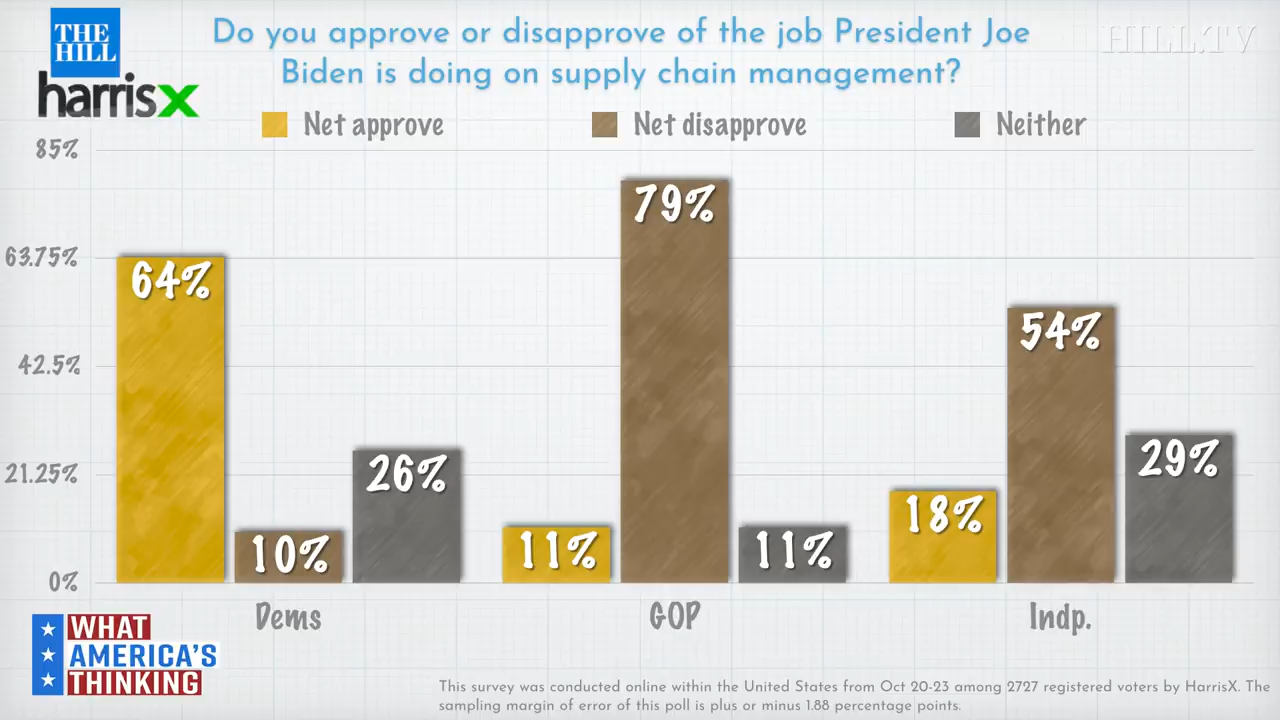 THE
HILL
harrisx
Do you approve or disapprove of the job President Joe
Biden is doing on supply chain management?
HILL.TV
Net approve
Net disapprove
Neither
85%
63.75%
42.5%
21.25%
0%
64%
10%
26%
11%
79%
11%
18%
54%
29%
Dems
GOP
Indp.
WHAT
AMERICA'S
THINKING
This survey was conducted online within the United States from Oct 20-23 among 2727 registered voters by HarrisX. The
sampling margin of error of this poll is plus or minus 1.88 percentage points.